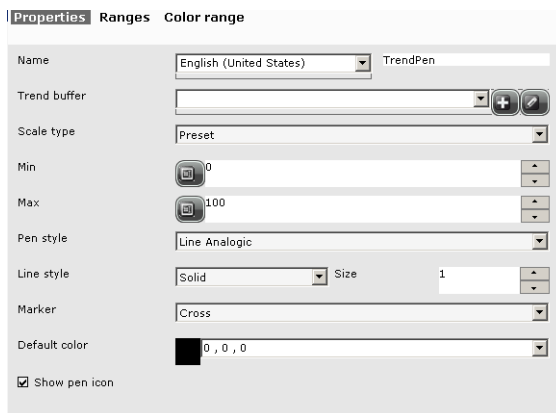 Properties Ranges Color range
Name English (United States) TrendPen
Trend buffer
Scale type Preset
Min 0
Max 100
Pen style Line Analogic
Line style Solid Size 1
Marker Cross
Default color 0 , 0 , 0
Show pen icon